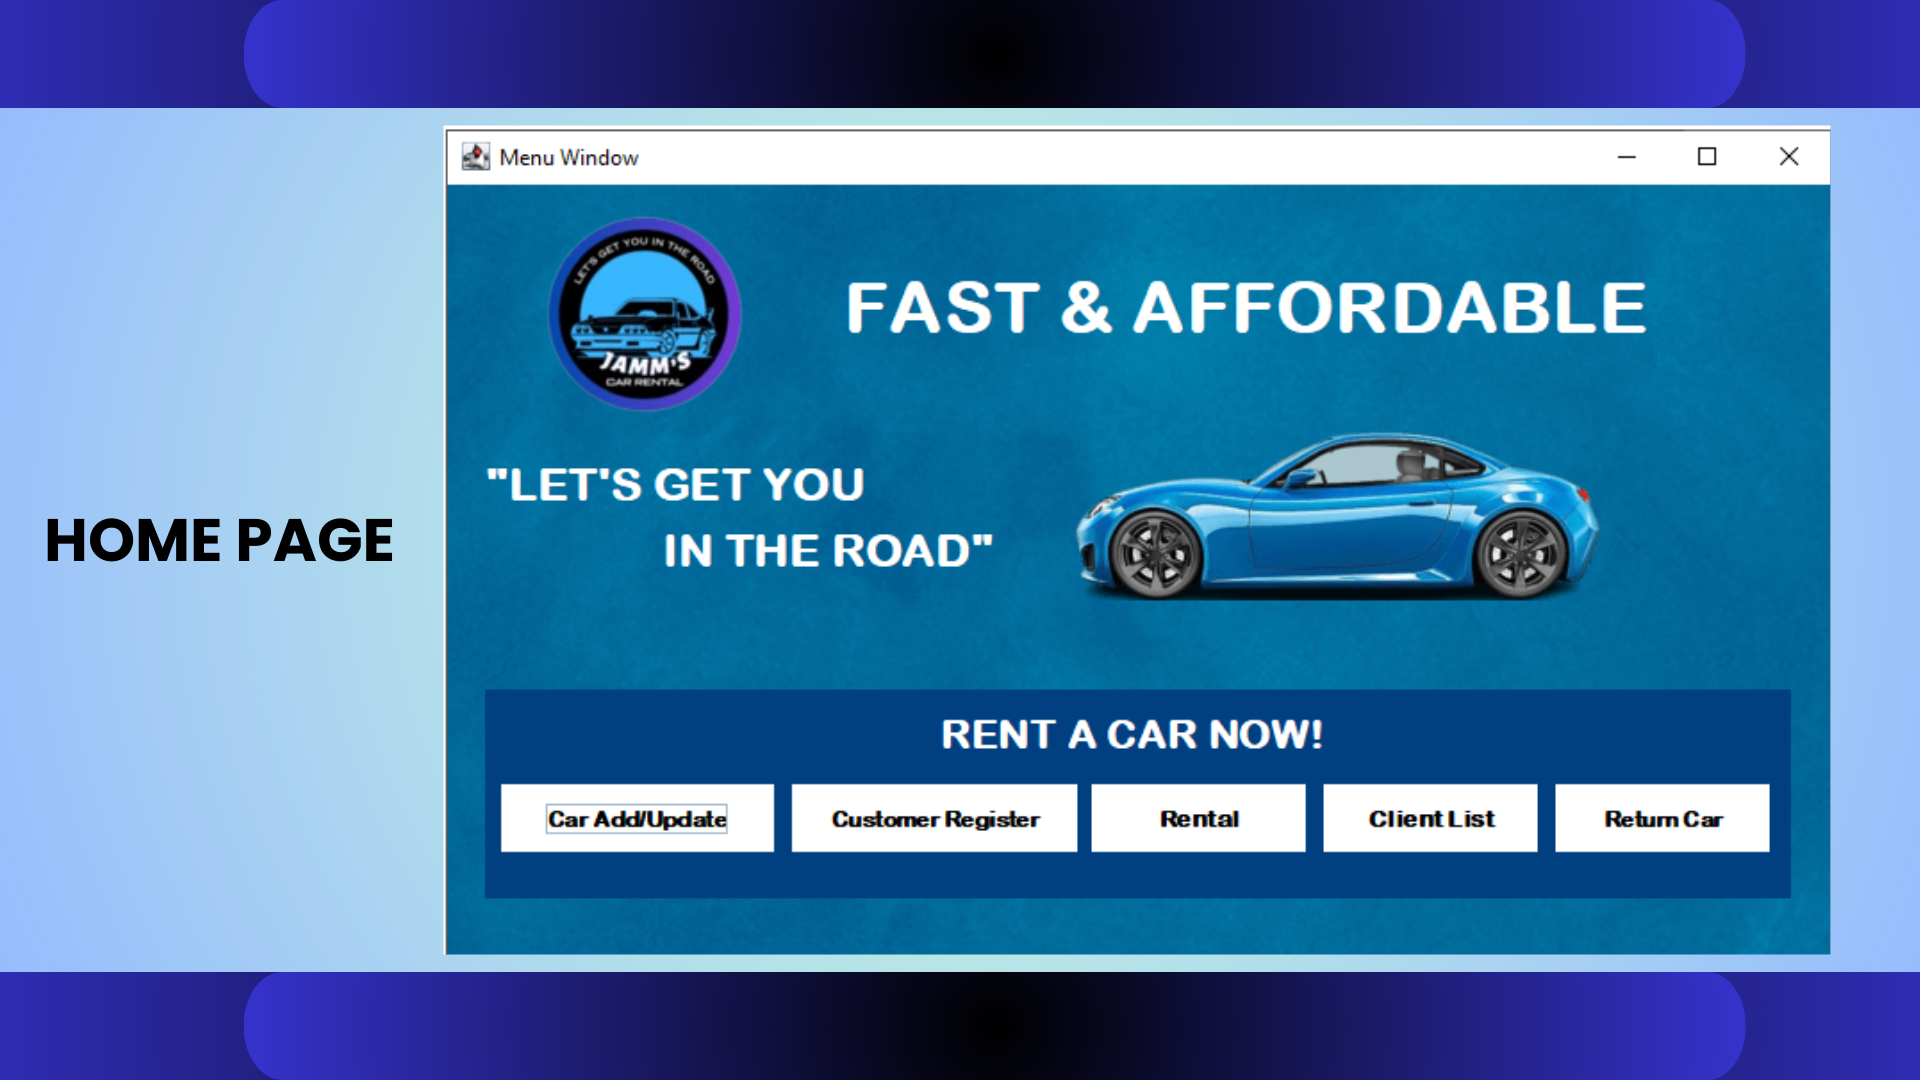 HOME PAGE
Menu Window
LET'S GET YOU IN THE ROAD
JAMM'S
CAR RENTAL
FAST & AFFORDABLE
"LET'S GET YOU
IN THE ROAD"
RENT A CAR NOW!
Car Add/Update
Customer Register
Rental
Client List
Return Car